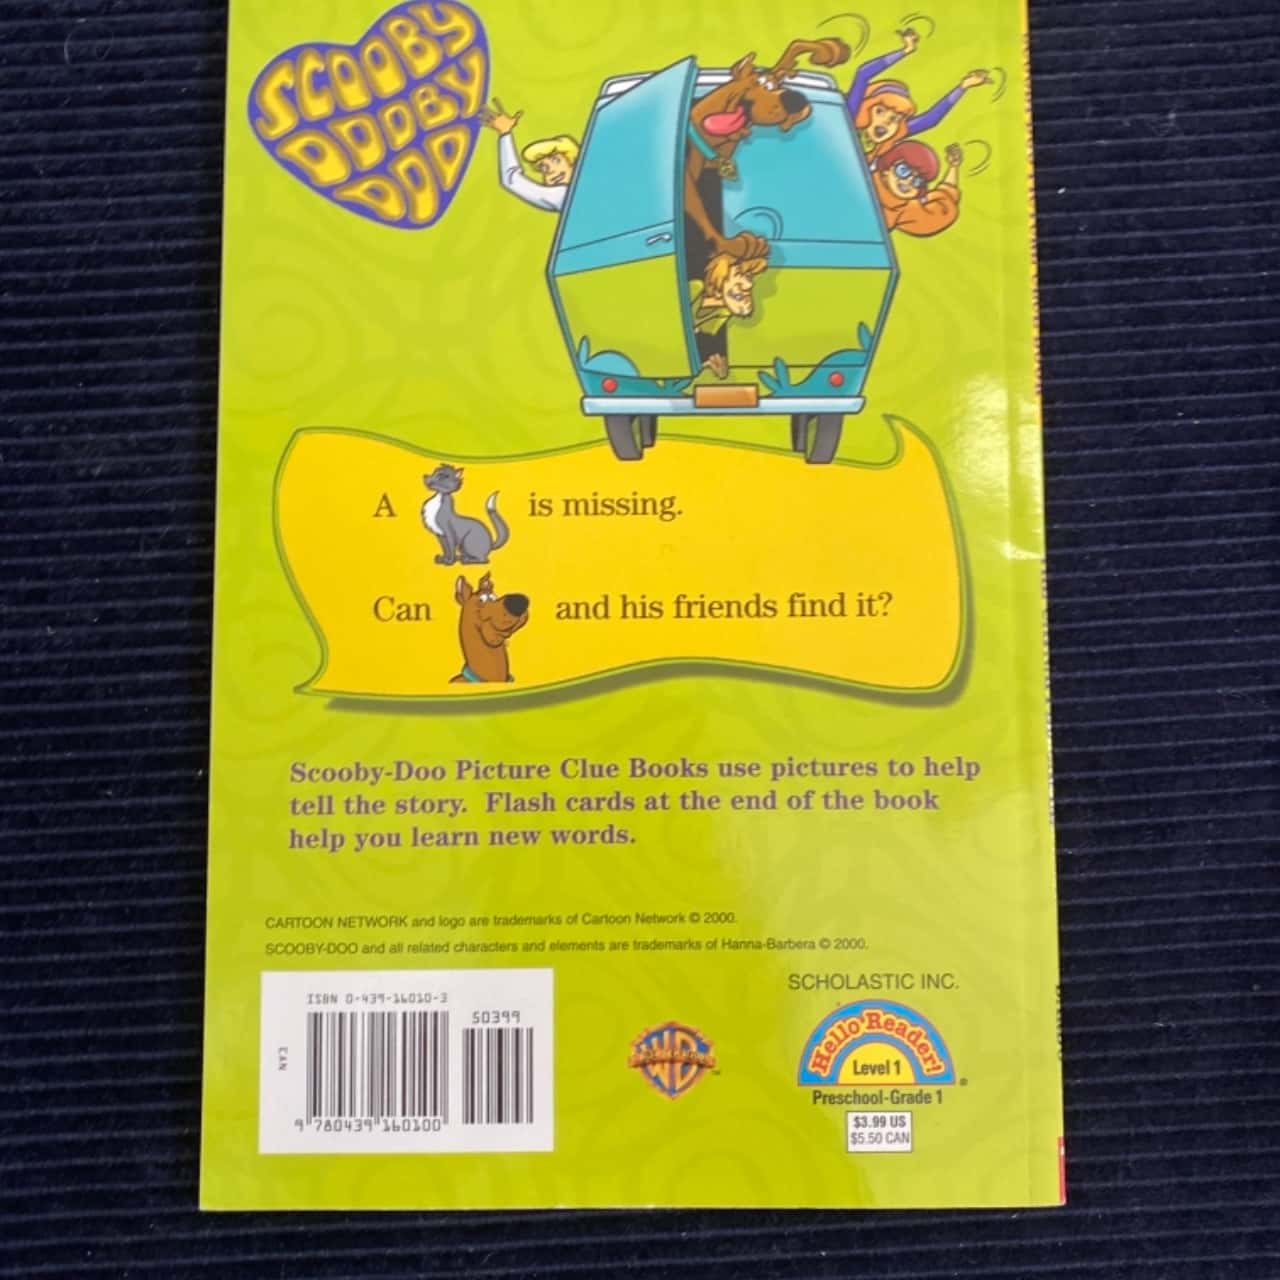 SCOOBY
DOOBY
DOO
A is missing.
Can and his friends find it?
Scooby-Doo Picture Clue Books use pictures to help
tell the story. Flash cards at the end of the book
help you learn new words.
CARTOON NETWORK and logo are trademarks of Cartoon Network © 2000.
SCOOBY-DOO and all related characters and elements are trademarks of Hanna-Barbera © 2000.
ISBN 0-439-16010-3
50399
EAN
9 780439 160100
WB
TM
SCHOLASTIC INC.
Hello Reader!
Level 1
®
Preschool-Grade 1
$3.99 US
$5.50 CAN